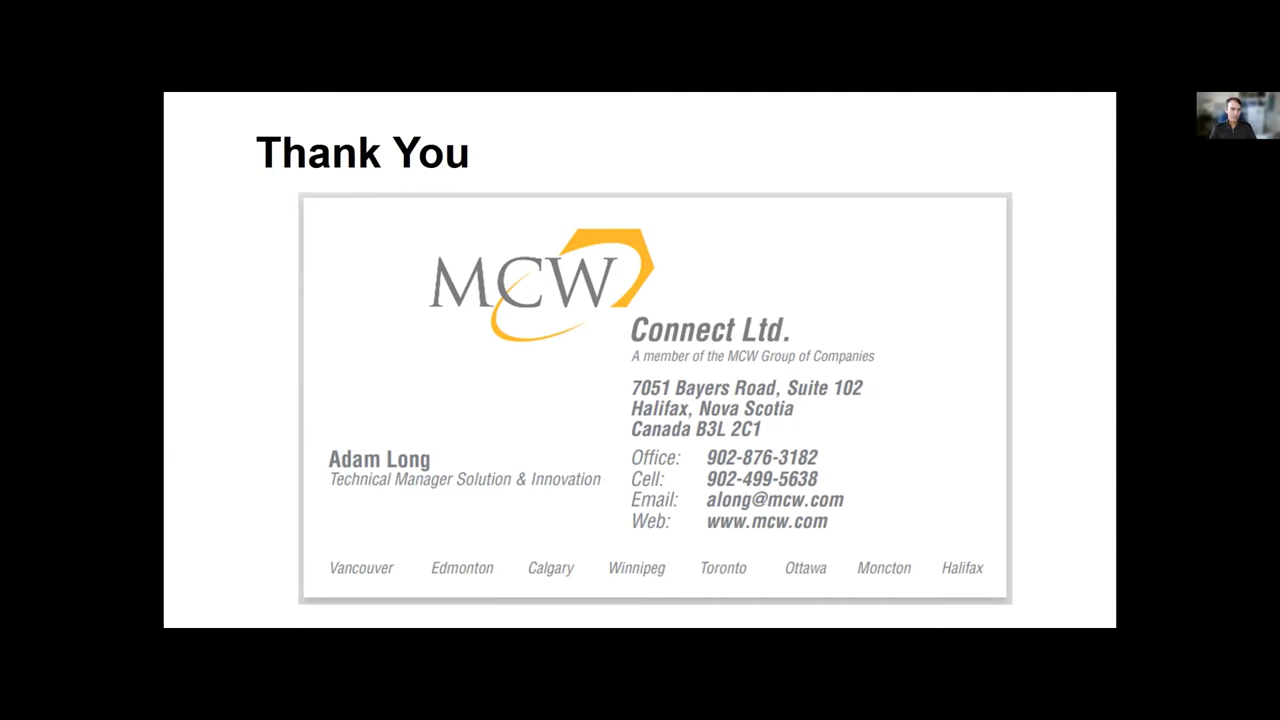 Thank You
MCW
Connect Ltd.
A member of the MCW Group of Companies
7051 Bayers Road, Suite 102
Halifax, Nova Scotia
Canada B3L 2C1
Adam Long
Technical Manager Solution & Innovation
Office: 902-876-3182
Cell: 902-499-5638
Email: along@mcw.com
Web: www.mcw.com
Vancouver Edmonton Calgary Winnipeg Toronto Ottawa Moncton Halifax